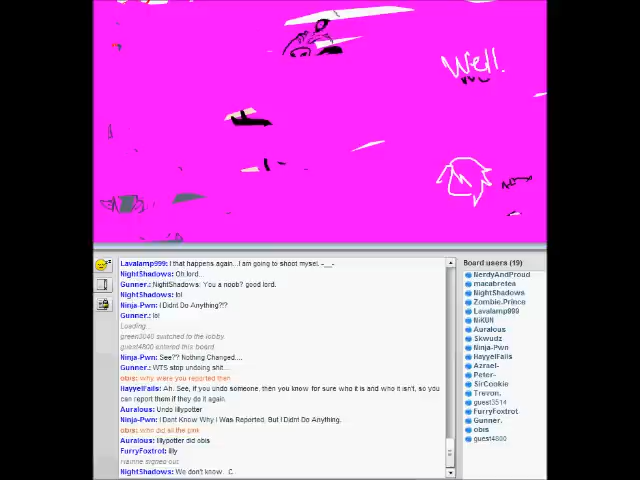 Well!
Lavalamp999: I that happens again...I am going to shoot mysel. -__-
NightShadows: Oh lord..
Gunner.: NightShadows: You a noob? good lord.
NightShadows: lol
Ninja-Pwn: I Didnt Do Anything?!?
Gunner.: lol
Loading...
green3040 switched to the lobby.
guest4800 entered this board
Ninja-Pwn: See?? Nothing Changed....
Gunner.: WTS stop undoing shit...
obis: why were you reported then
HayyelFails: Ah. See, if you undo someone, then you know for sure who it is and who it isn't, so you
can report them if they do it again.
Auralous: Undo lillypotter
Ninja-Pwn: I Dont Know Why I Was Reported, But I Didnt Do Anything.
obis: who did all the pink
Auralous: lillypotter did obis
FurryFoxtrot: lilly
signed out
NightShadows: We don't know. :C
Board users (19)
NerdyAndProud
macabretea
NightShadows
Zombie.Prince
Lavalamp999
NiKUN
Auralous
Skwudz
Ninja-Pwn
HayyelFails
Azrael-
Peter-
SirCookie
Trevon.
guest3514
FurryFoxtrot
Gunner.
obis
guest4800